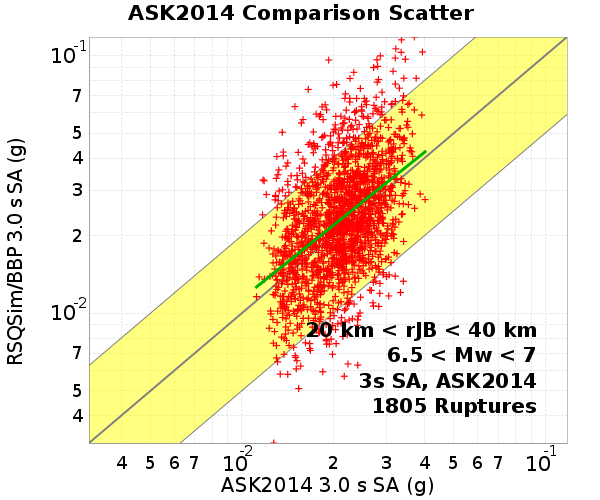 ASK2014 Comparison Scatter
RSQSim/BBP 3.0 s SA (g)
10-1
7
5
4
3
2
10-2
7
5
4
20 km < rJB < 40 km
6.5 < Mw < 7
3s SA, ASK2014
1805 Ruptures
4 5 6 7 10-2 2 3 4 5 6 7 10-1
ASK2014 3.0 s SA (g)